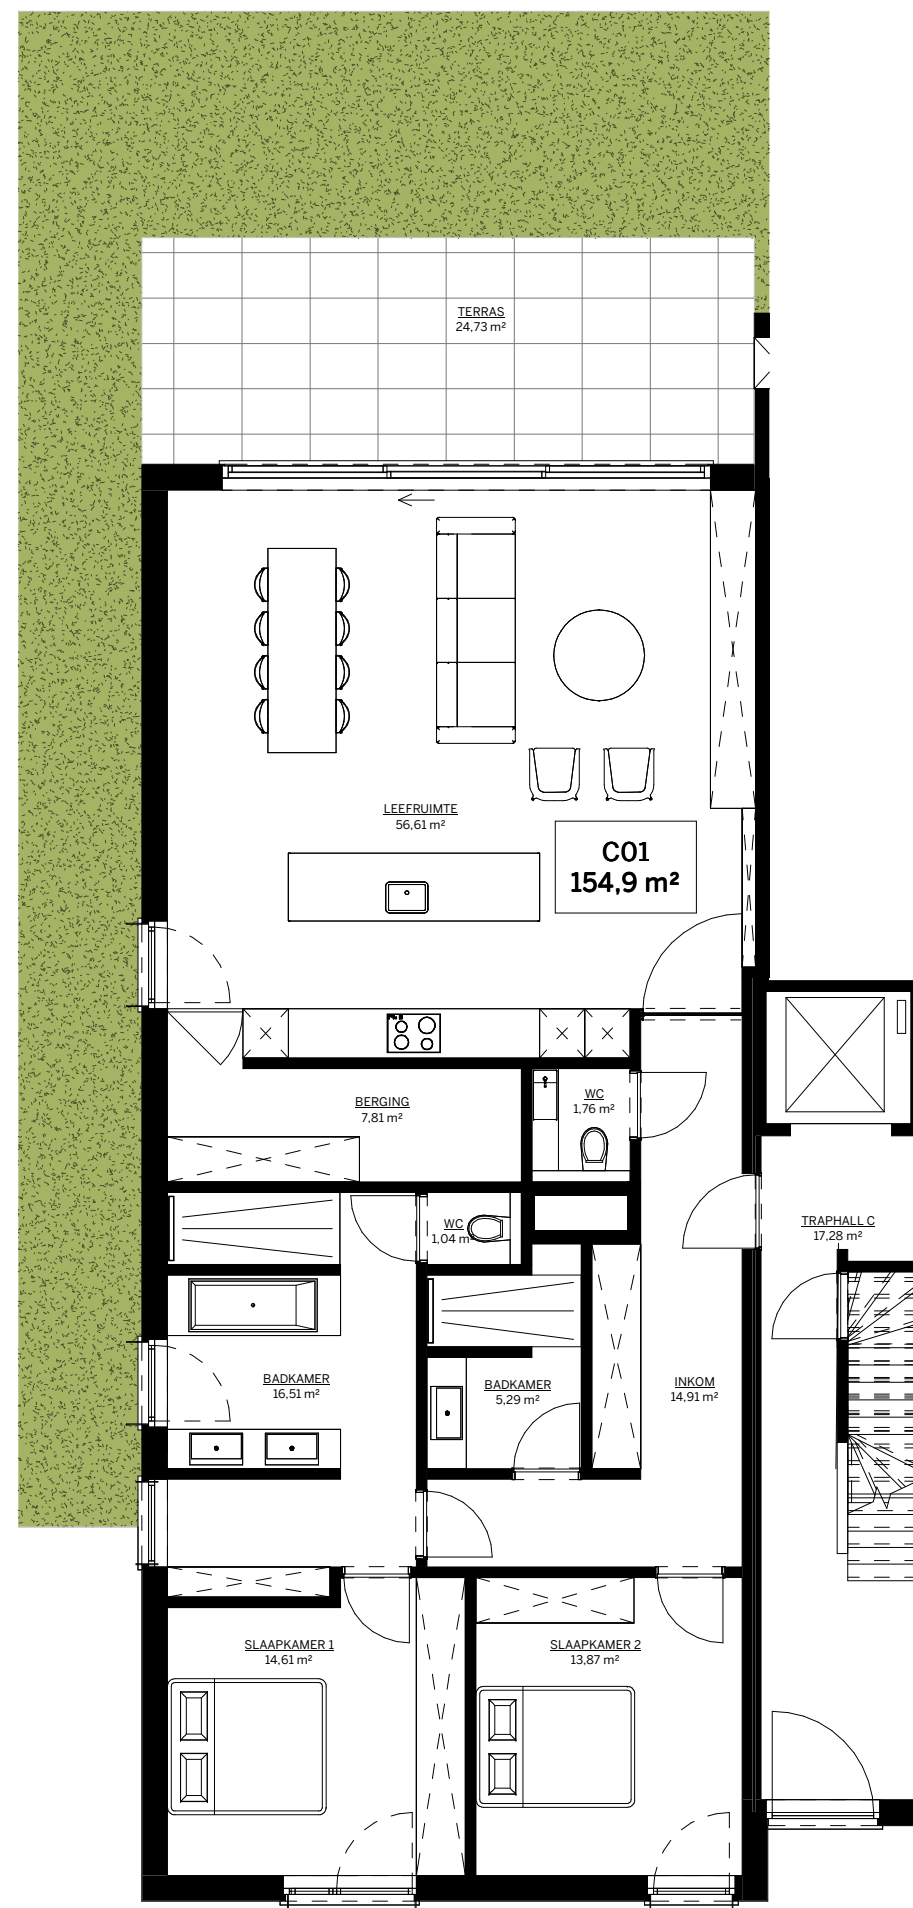 TERRAS
24,73 m²
LEEFRUIMTE
56,61 m²
C01
154,9 m²
BERGING
7,81 m²
WC
1,76 m²
WC
1,04 m²
TRAPHALL C
17,28 m²
BADKAMER
16,51 m²
BADKAMER
5,29 m²
INKOM
14,91 m²
SLAAPKAMER 1
14,61 m²
SLAAPKAMER 2
13,87 m²